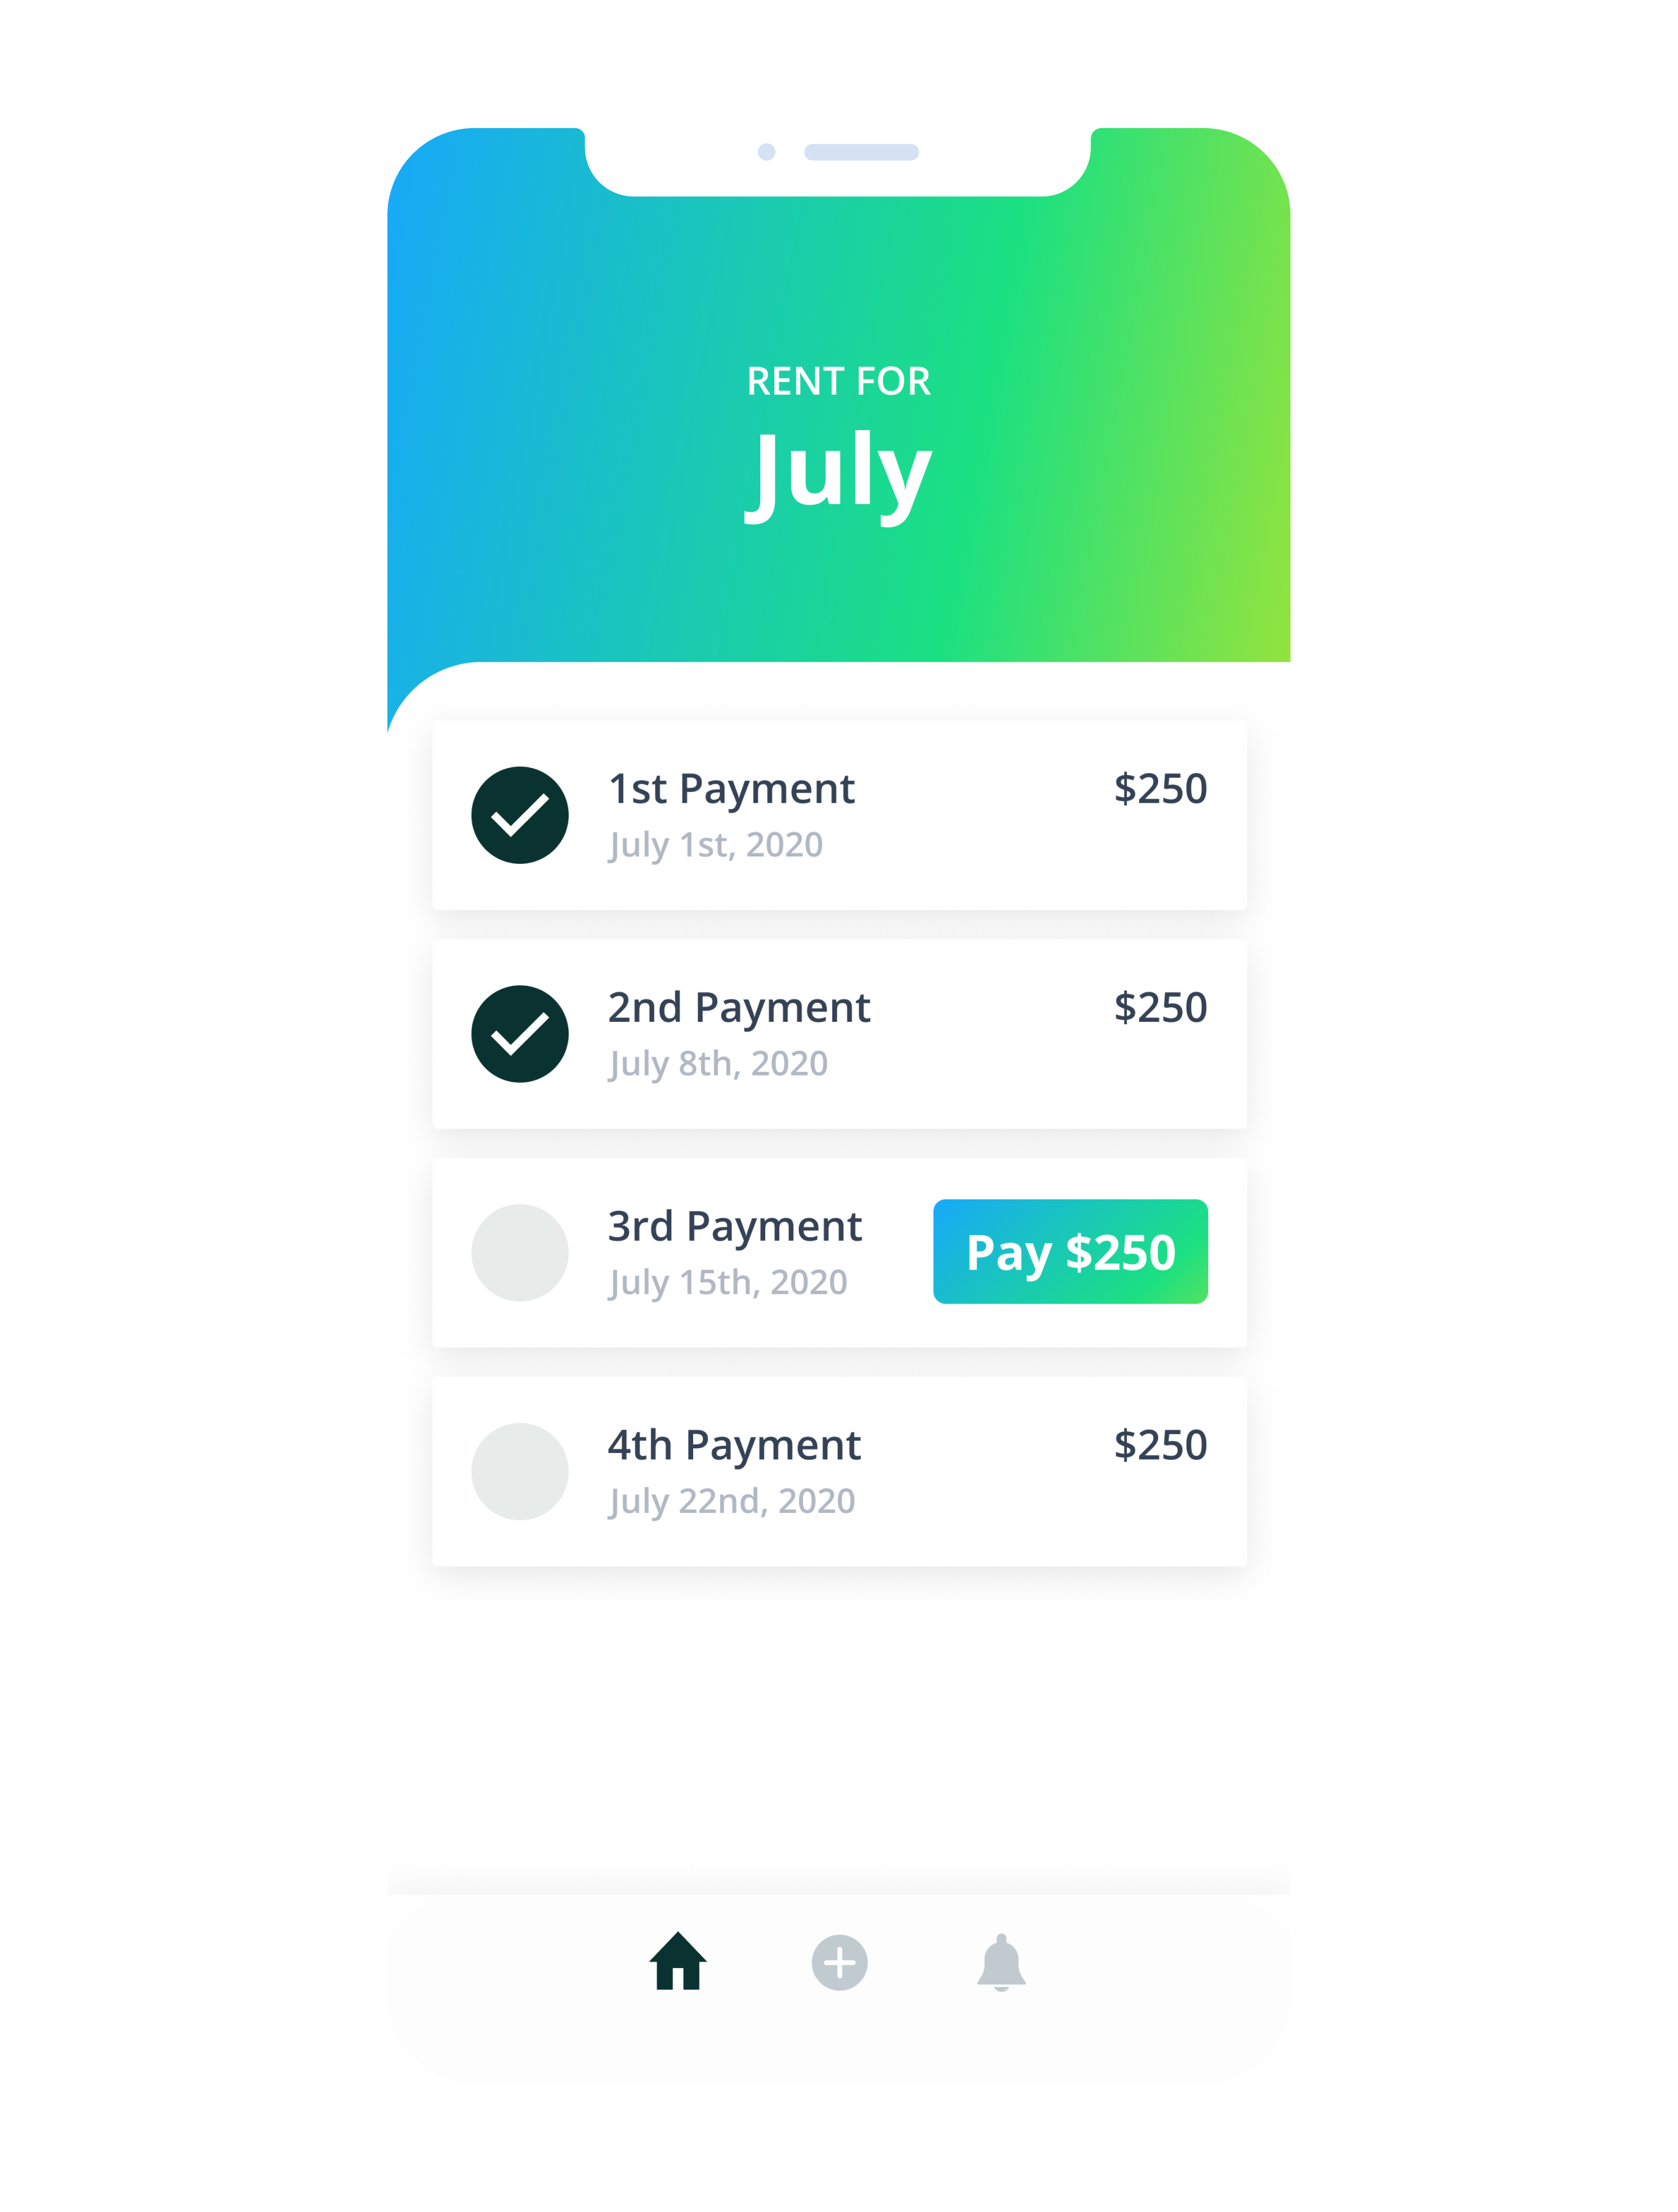 RENT FOR
July
1st Payment
$250
July 1st, 2020
2nd Payment
$250
July 8th, 2020
3rd Payment
Pay $250
July 15th, 2020
4th Payment
$250
July 22nd, 2020